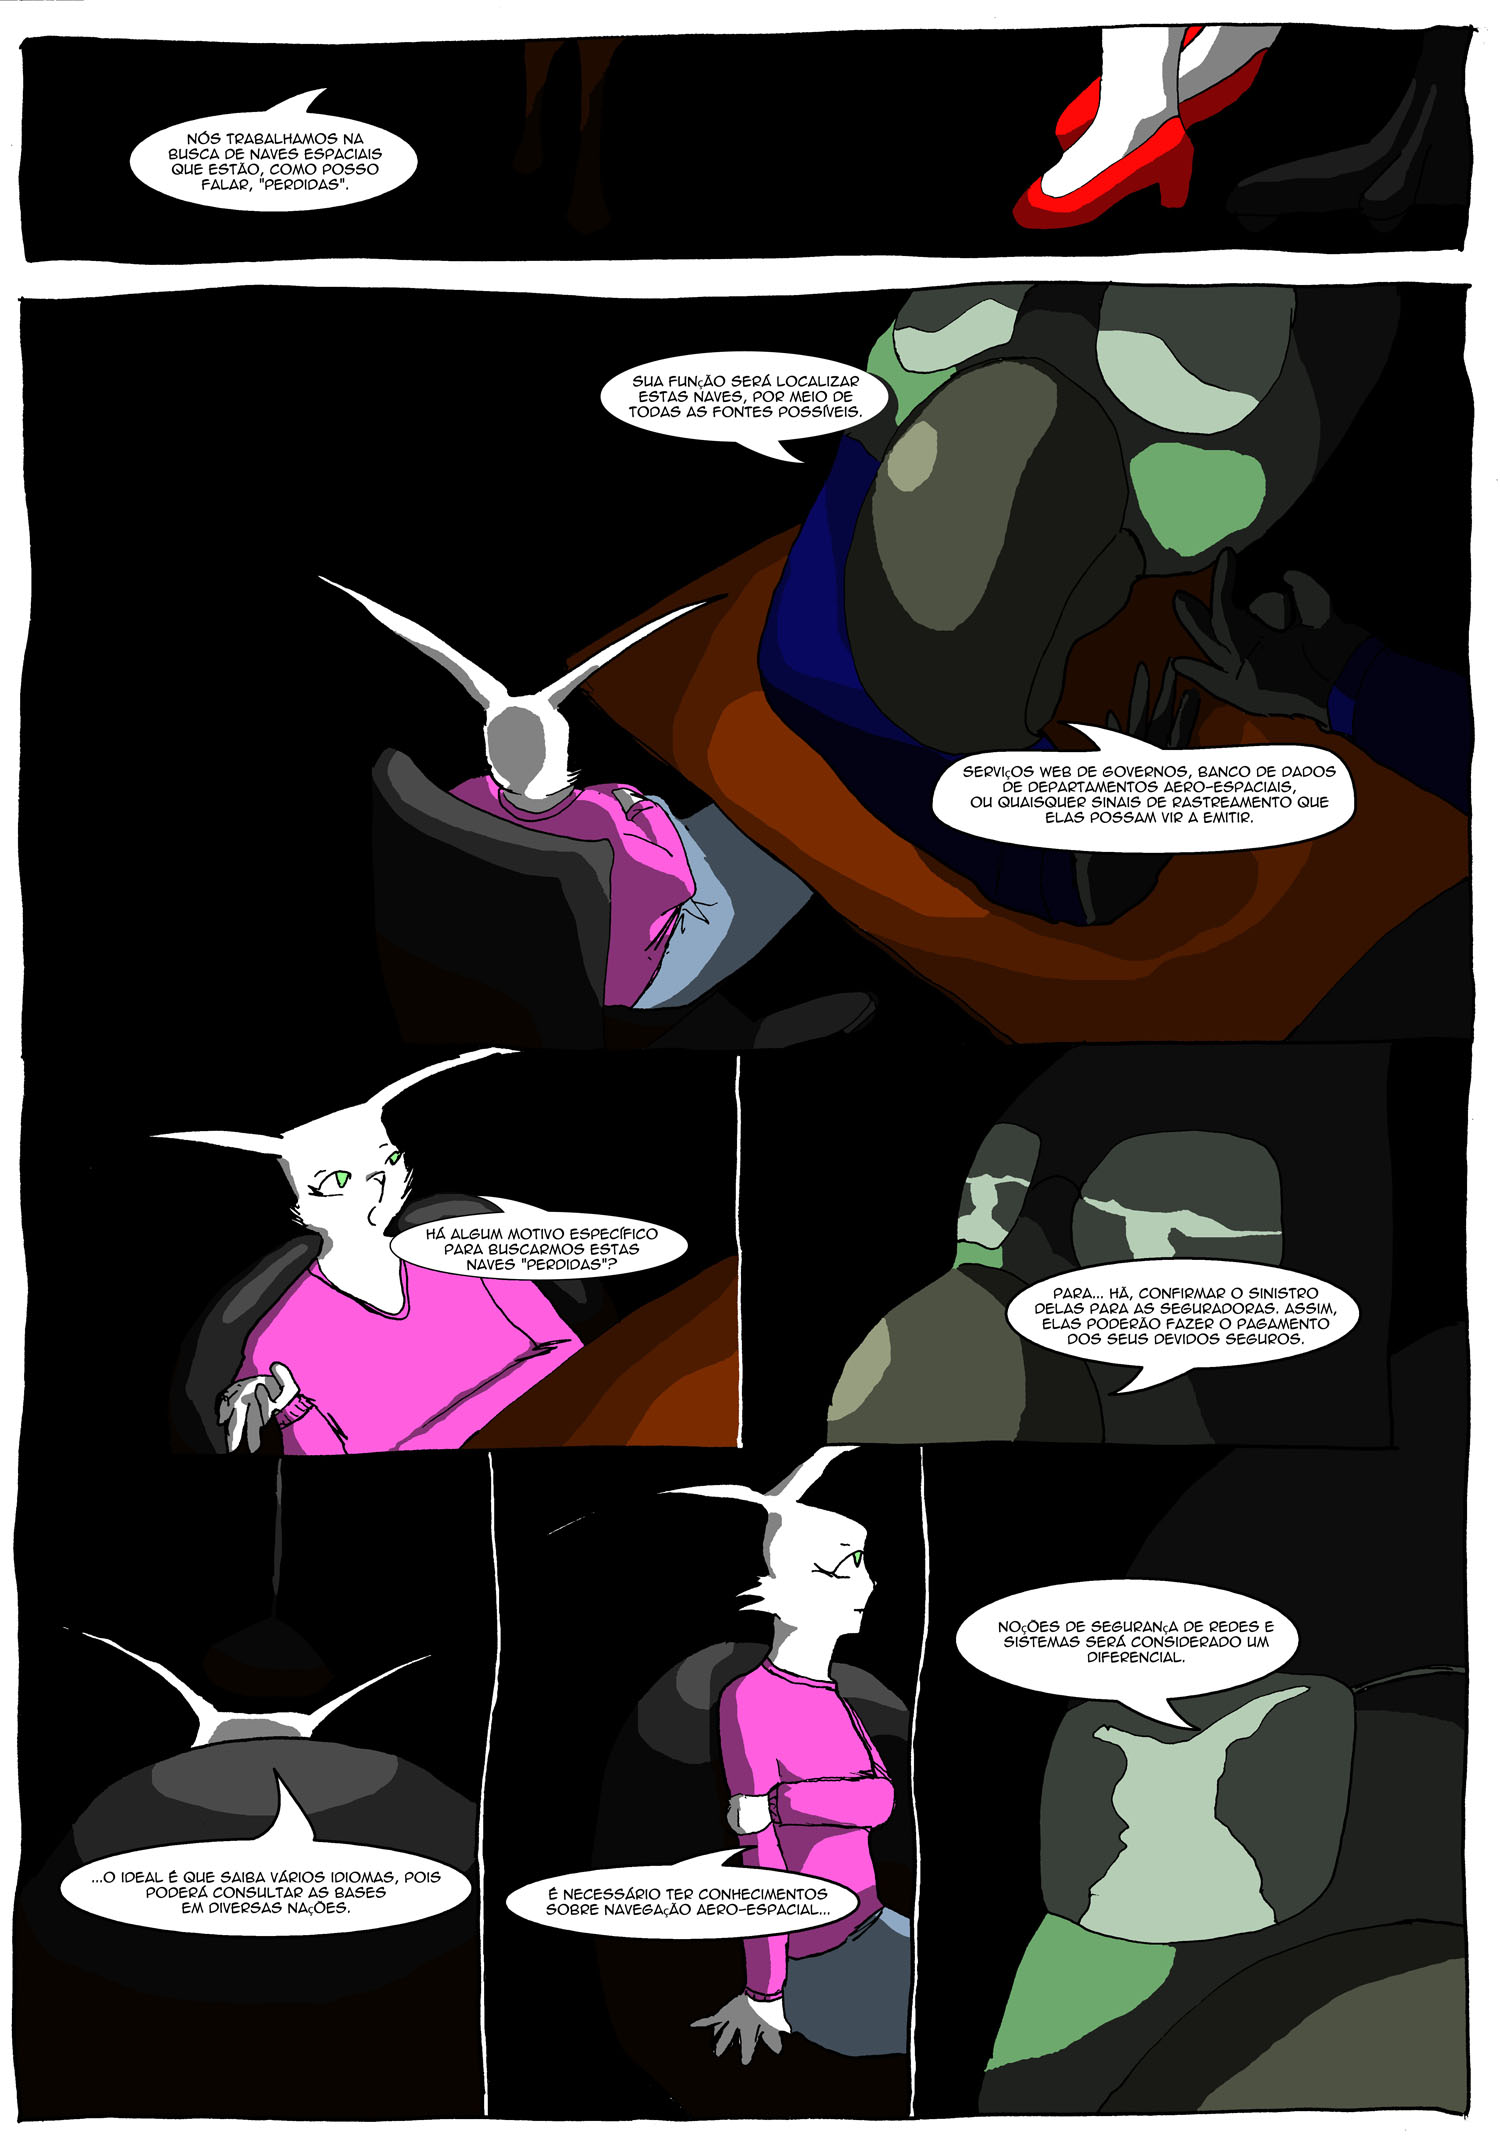 NÓS TRABALHAMOS NA
BUSCA DE NAVES ESPACIAIS
QUE ESTÃO, COMO POSSO
FALAR, "PERDIDAS".
SUA FUNÇÃO SERÁ LOCALIZAR
ESTAS NAVES, POR MEIO DE
TODAS AS FONTES POSSÍVEIS.
SERVIÇOS WEB DE GOVERNOS, BANCO DE DADOS
DE DEPARTAMENTOS AERO-ESPACIAIS,
OU QUAISQUER SINAIS DE RASTREAMENTO QUE
ELAS POSSAM VIR A EMITIR.
HÁ ALGUM MOTIVO ESPECÍFICO
PARA BUSCARMOS ESTAS
NAVES "PERDIDAS"?
PARA... HÃ, CONFIRMAR O SINISTRO
DELAS PARA AS SEGURADORAS. ASSIM,
ELAS PODERÃO FAZER O PAGAMENTO
DOS SEUS DEVIDOS SEGUROS.
...O IDEAL É QUE SAIBA VÁRIOS IDIOMAS, POIS
PODERÁ CONSULTAR AS BASES
EM DIVERSAS NAÇÕES.
É NECESSÁRIO TER CONHECIMENTOS
SOBRE NAVEGAÇÃO AERO-ESPACIAL...
NOÇÕES DE SEGURANÇA DE REDES E
SISTEMAS SERÁ CONSIDERADO UM
DIFERENCIAL.